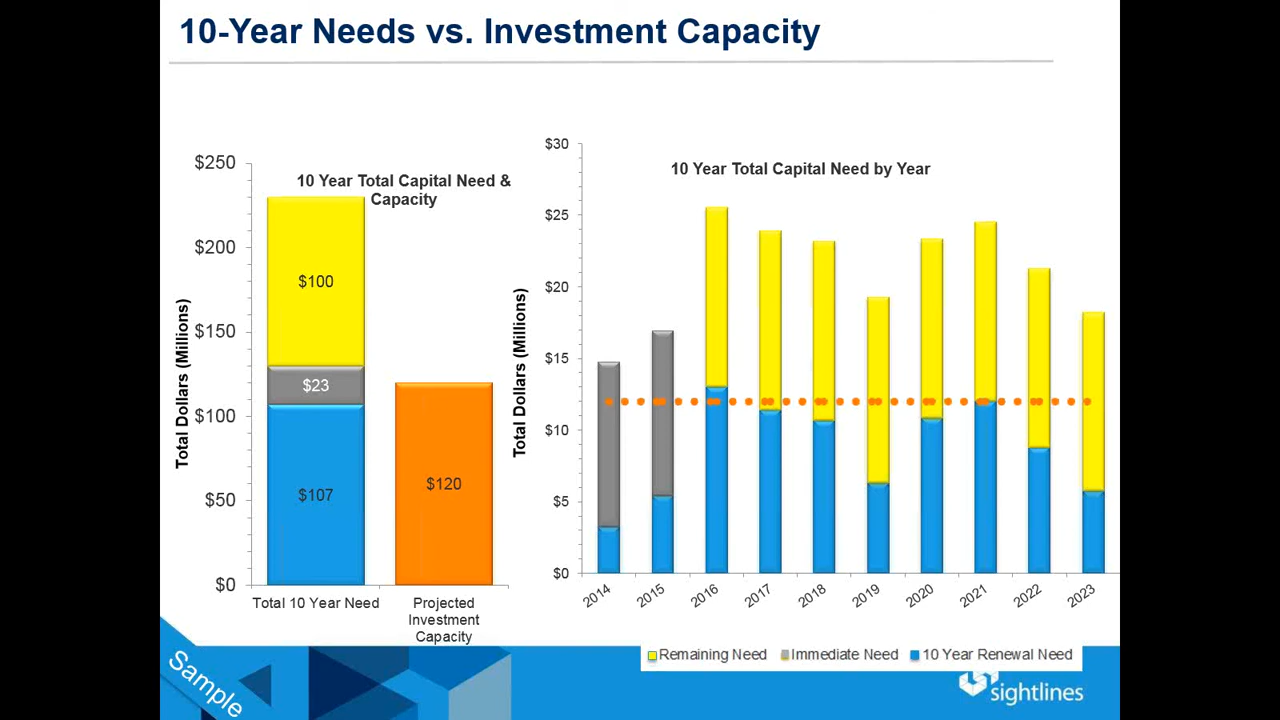 10-Year Needs vs. Investment Capacity
10 Year Total Capital Need &
Capacity
Total Dollars (Millions)
$250
$200
$150
$100
$50
$0
$100
$23
$107
$120
Total 10 Year Need
Projected
Investment
Capacity
10 Year Total Capital Need by Year
Total Dollars (Millions)
$30
$25
$20
$15
$10
$5
$0
2014
2015
2016
2017
2018
2019
2020
2021
2022
2023
Remaining Need
Immediate Need
10 Year Renewal Need
Sample
sightlines